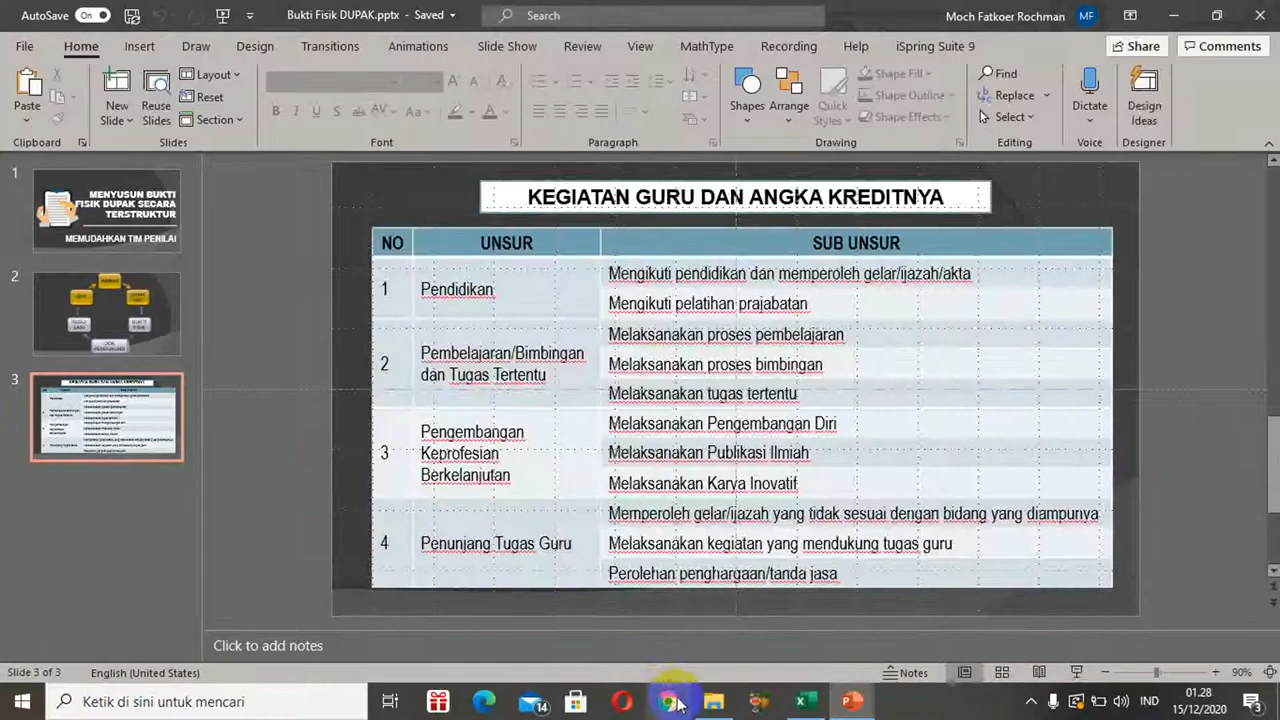 AutoSave On Bukti Fisik DUPAK.pptx - Saved Search Moch Fatkoer Rochman MF
File Home Insert Draw Design Transitions Animations Slide Show Review View MathType Recording Help iSpring Suite 9 Share Comments
Paste New Slide Reuse Slides Layout Reset Section Shapes Arrange Quick Styles Shape Fill Shape Outline Shape Effects Find Replace Select Dictate Design Ideas
Clipboard Slides Font Paragraph Drawing Editing Voice Designer
1
MENYUSUN BUKTI
FISIK DUPAK SECARA
TERSTRUKTUR
MEMUDAHKAN TIM PENILAI
2
3
KEGIATAN GURU DAN ANGKA KREDITNYA
NO UNSUR SUB UNSUR
1 Pendidikan
Mengikuti pendidikan dan memperoleh gelar/ijazah/akta
Mengikuti pelatihan prajabatan
2 Pembelajaran/Bimbingan
dan Tugas Tertentu
Melaksanakan proses pembelajaran
Melaksanakan proses bimbingan
Melaksanakan tugas tertentu
3 Pengembangan
Keprofesian
Berkelanjutan
Melaksanakan Pengembangan Diri
Melaksanakan Publikasi Ilmiah
Melaksanakan Karya Inovatif
4 Penunjang Tugas Guru
Memperoleh gelar/ijazah yang tidak sesuai dengan bidang yang diampunya
Melaksanakan kegiatan yang mendukung tugas guru
Perolehan penghargaan/tanda jasa
Click to add notes
Slide 3 of 3 English (United States) Notes 90%
Ketik di sini untuk mencari 14 IND 01.28
15/12/2020 3